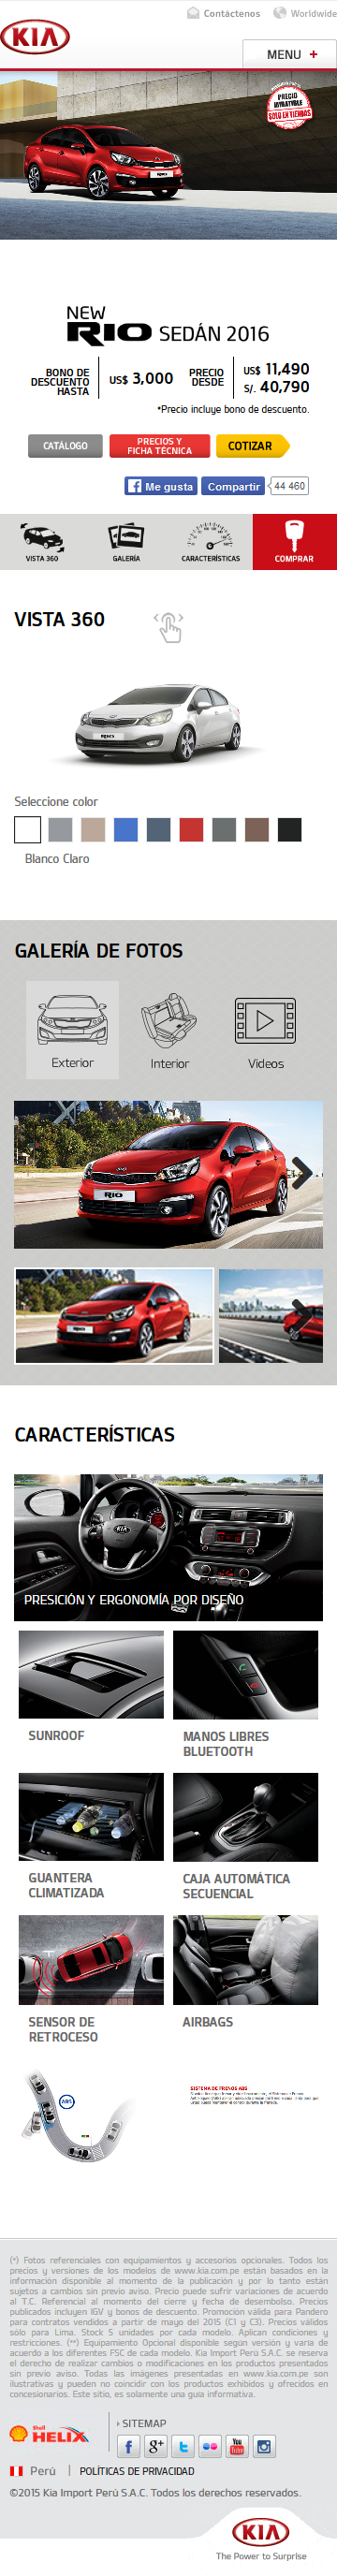 Contáctenos Worldwide
KIA
MENU +
PRECIO
IMBATIBLE
SOLO EN TIENDAS
NEW
RIO SEDÁN 2016
BONO DE
DESCUENTO
HASTA
US$ 3,000
PRECIO
DESDE
US$ 11,490
S/. 40,790
*Precio incluye bono de descuento.
CATÁLOGO
PRECIOS Y
FICHA TÉCNICA
COTIZAR
Me gusta Compartir 44 460
VISTA 360 GALERÍA CARACTERÍSTICAS COMPRAR
VISTA 360
RIO
Seleccione color
Blanco Claro
GALERÍA DE FOTOS
Exterior Interior Videos
RIO
CARACTERÍSTICAS
KIA
PRESICIÓN Y ERGONOMÍA POR DISEÑO
SUNROOF
MANOS LIBRES
BLUETOOTH
GUANTERA
CLIMATIZADA
CAJA AUTOMÁTICA
SECUENCIAL
SENSOR DE
RETROCESO
AIRBAGS
ABS
SISTEMA DE FRENOS ABS
(*) Fotos referenciales con equipamientos y accesorios opcionales. Todos los
precios y versiones de los modelos de www.kia.com.pe están basados en la
información disponible al momento de la publicación y por lo tanto están
sujetos a cambios sin previo aviso. Precio puede sufrir variaciones de acuerdo
al T.C. Referencial al momento del cierre y fecha de desembolso. Precios
publicados incluyen IGV y bonos de descuento. Promoción válida para Pandero
para contratos vendidos a partir de mayo del 2015 (C1 y C3). Precios válidos
sólo para Lima. Stock 5 unidades por cada modelo. Aplican condiciones y
restricciones. (**) Equipamiento Opcional disponible según versión y varía de
acuerdo a los diferentes FSC de cada modelo. Kia Import Perú S.A.C. se reserva
el derecho de realizar cambios o modificaciones en los productos presentados
sin previo aviso. Todas las imágenes presentadas en www.kia.com.pe son
ilustrativas y pueden no coincidir con los productos exhibidos y ofrecidos en
concesionarios. Este sitio, es solamente una guía informativa.
Shell
HELIX
SITEMAP
Perú | POLÍTICAS DE PRIVACIDAD
©2015 Kia Import Perú S.A.C. Todos los derechos reservados.
KIA
The Power to Surprise